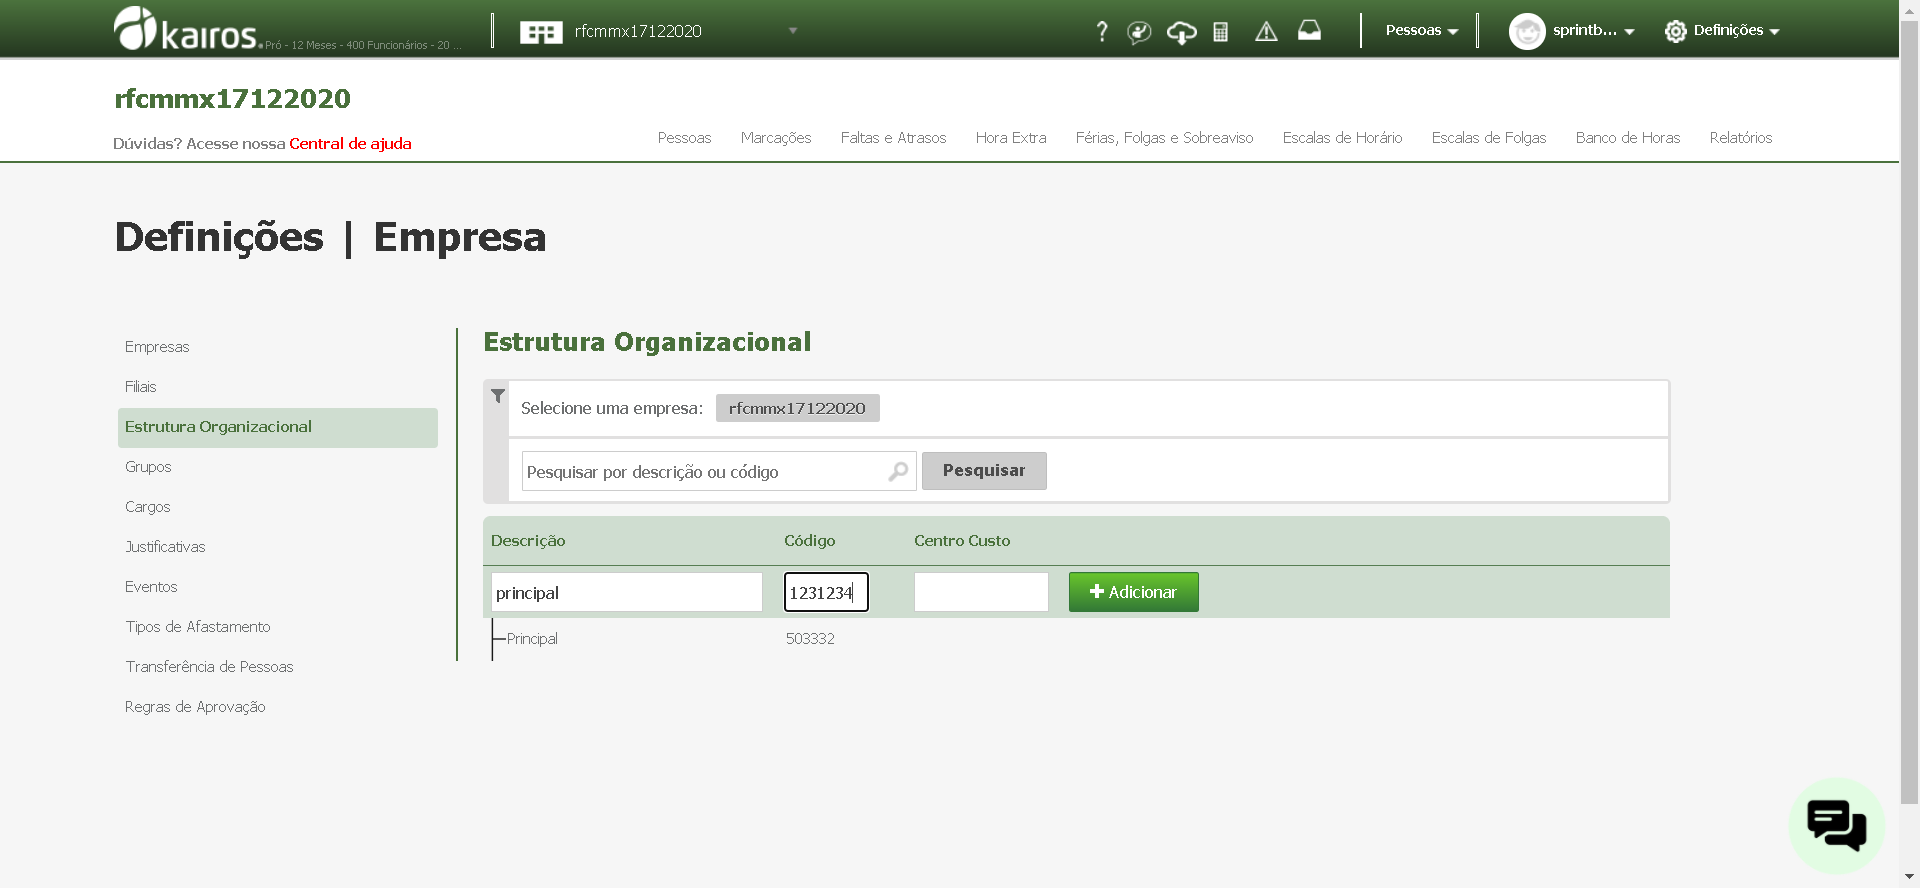 kairos.
Pró - 12 Meses - 400 Funcionários - 20 ...
rfcmmx17122020
?
Pessoas
sprintb...
Definições
rfcmmx17122020
Dúvidas? Acesse nossa Central de ajuda
Pessoas
Marcações
Faltas e Atrasos
Hora Extra
Férias, Folgas e Sobreaviso
Escalas de Horário
Escalas de Folgas
Banco de Horas
Relatórios
Definições | Empresa
Empresas
Filiais
Estrutura Organizacional
Grupos
Cargos
Justificativas
Eventos
Tipos de Afastamento
Transferência de Pessoas
Regras de Aprovação
Estrutura Organizacional
Selecione uma empresa: rfcmmx17122020
Pesquisar por descrição ou código
Pesquisar
Descrição Código Centro Custo
principal 1231234 Adicionar
Principal 503332